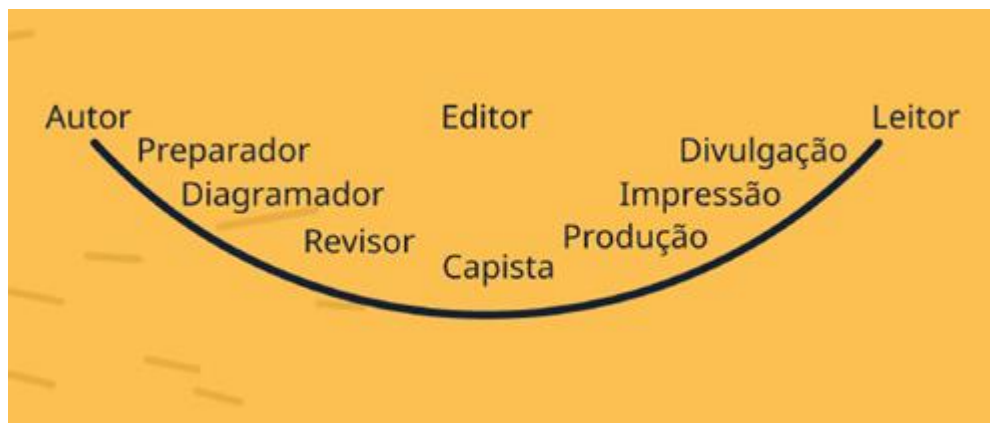 Autor Editor Leitor
Preparador Divulgação
Diagramador Impressão
Revisor Produção
Capista